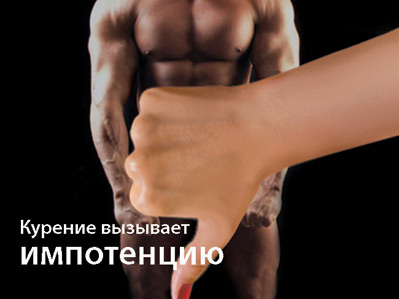 Курение вызывает
импотенцию